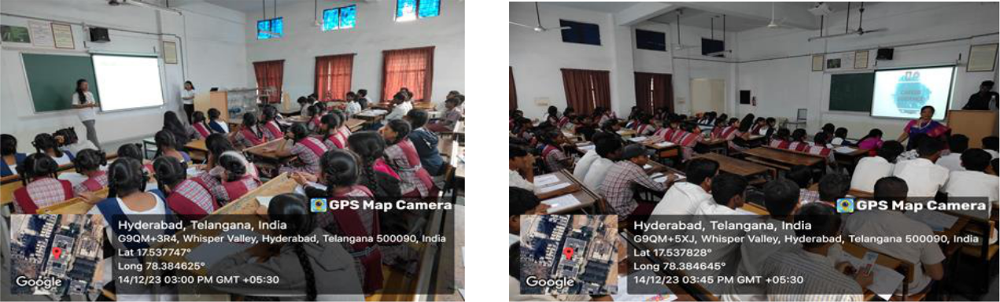 GPS Map Camera
Hyderabad, Telangana, India
G9QM+3R4, Whisper Valley, Hyderabad, Telangana 500090, India
Lat 17.537747°
Long 78.384625°
14/12/23 03:00 PM GMT +05:30
Google
GPS Map Camera
Hyderabad, Telangana, India
G9QM+5XJ, Whisper Valley, Hyderabad, Telangana 500090, India
Lat 17.537828°
Long 78.384645°
14/12/23 03:45 PM GMT +05:30
Google